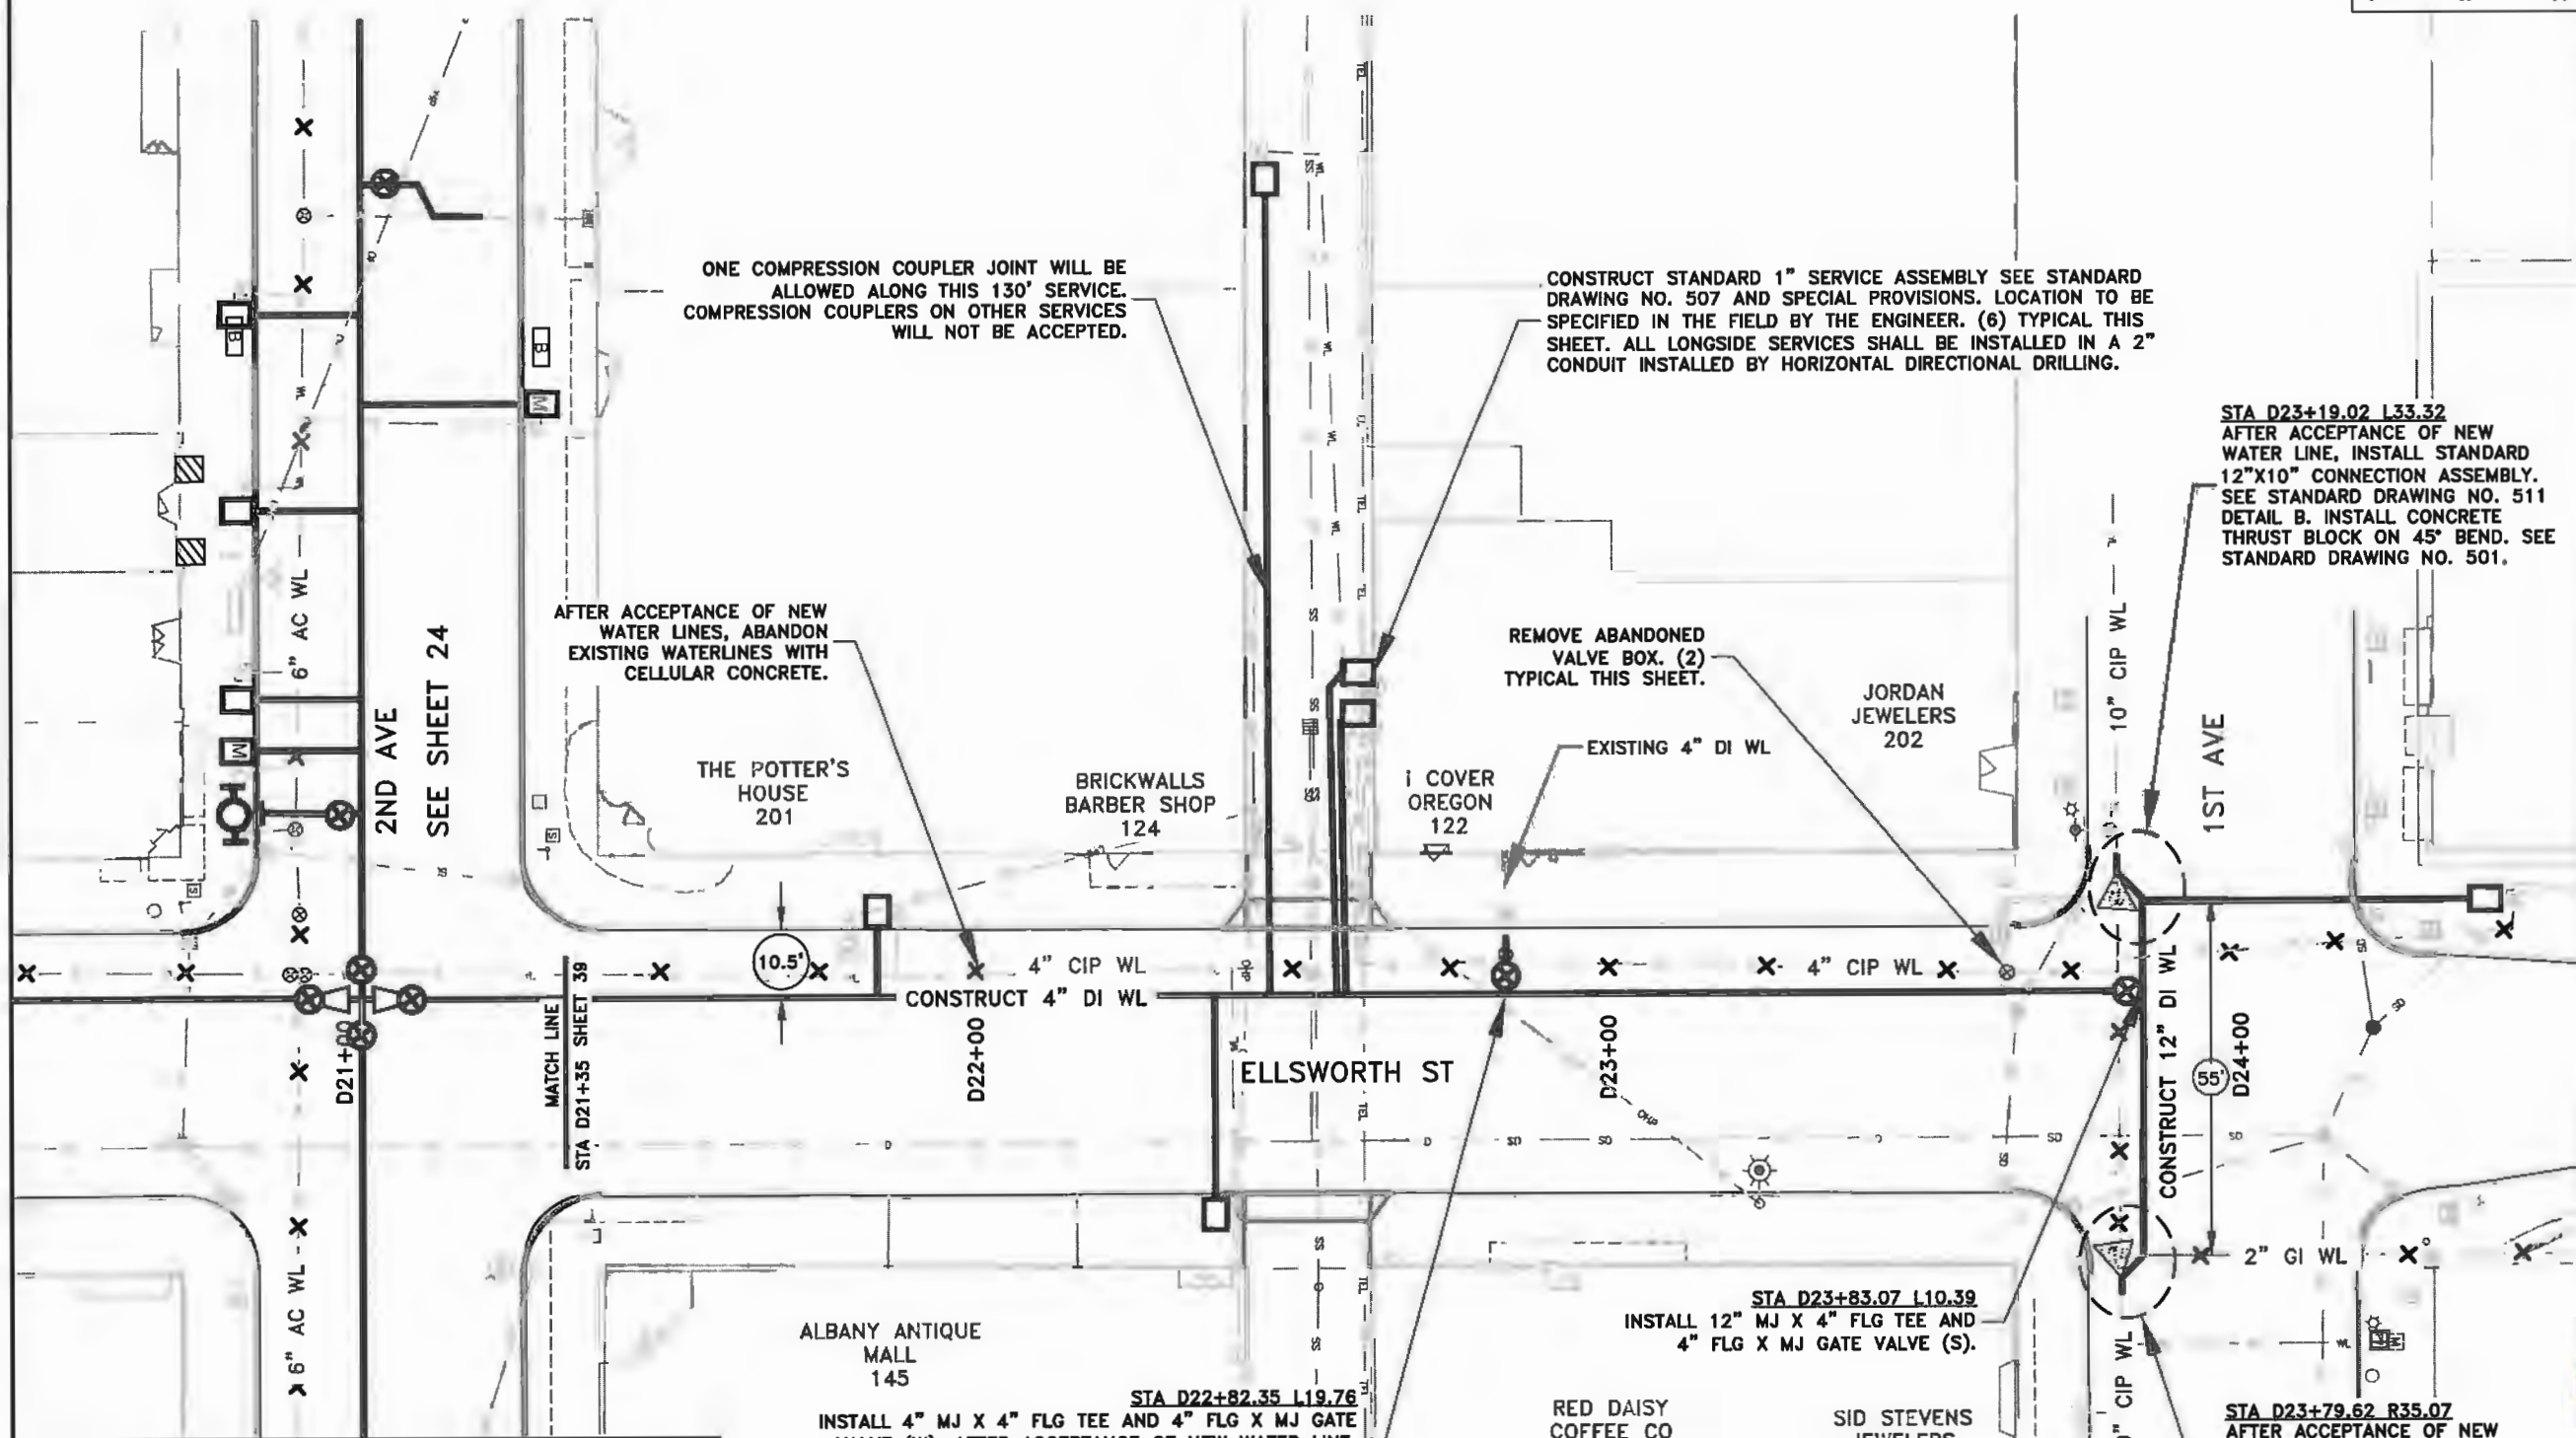 ONE COMPRESSION COUPLER JOINT WILL BE
ALLOWED ALONG THIS 130' SERVICE.
COMPRESSION COUPLERS ON OTHER SERVICES
WILL NOT BE ACCEPTED.
CONSTRUCT STANDARD 1" SERVICE ASSEMBLY SEE STANDARD
DRAWING NO. 507 AND SPECIAL PROVISIONS. LOCATION TO BE
SPECIFIED IN THE FIELD BY THE ENGINEER. (6) TYPICAL THIS
SHEET. ALL LONGSIDE SERVICES SHALL BE INSTALLED IN A 2"
CONDUIT INSTALLED BY HORIZONTAL DIRECTIONAL DRILLING.
STA D23+19.02 L33.32
AFTER ACCEPTANCE OF NEW
WATER LINE, INSTALL STANDARD
12"X10" CONNECTION ASSEMBLY.
SEE STANDARD DRAWING NO. 511
DETAIL B. INSTALL CONCRETE
THRUST BLOCK ON 45° BEND. SEE
STANDARD DRAWING NO. 501.
AFTER ACCEPTANCE OF NEW
WATER LINES, ABANDON
EXISTING WATERLINES WITH
CELLULAR CONCRETE.
REMOVE ABANDONED
VALVE BOX. (2)
TYPICAL THIS SHEET.
6" AC WL
2ND AVE
SEE SHEET 24
THE POTTER'S
HOUSE
201
BRICKWALLS
BARBER SHOP
124
i COVER
OREGON
122
EXISTING 4" DI WL
JORDAN
JEWELERS
202
10" CIP WL
1ST AVE
10.5'
4" CIP WL
4" CIP WL
CONSTRUCT 4" DI WL
MATCH LINE
STA D21+35 SHEET 39
D22+00
ELLSWORTH ST
D23+00
CONSTRUCT 12" DI WL
55'
D24+00
2" GI WL
6" AC WL
STA D23+83.07 L10.39
INSTALL 12" MJ X 4" FLG TEE AND
4" FLG X MJ GATE VALVE (S).
ALBANY ANTIQUE
MALL
145
STA D22+82.35 L19.76
INSTALL 4" MJ X 4" FLG TEE AND 4" FLG X MJ GATE
RED DAISY
COFFEE CO
SID STEVENS
JEWELERS
CIP WL
STA D23+79.62 R35.07
AFTER ACCEPTANCE OF NEW